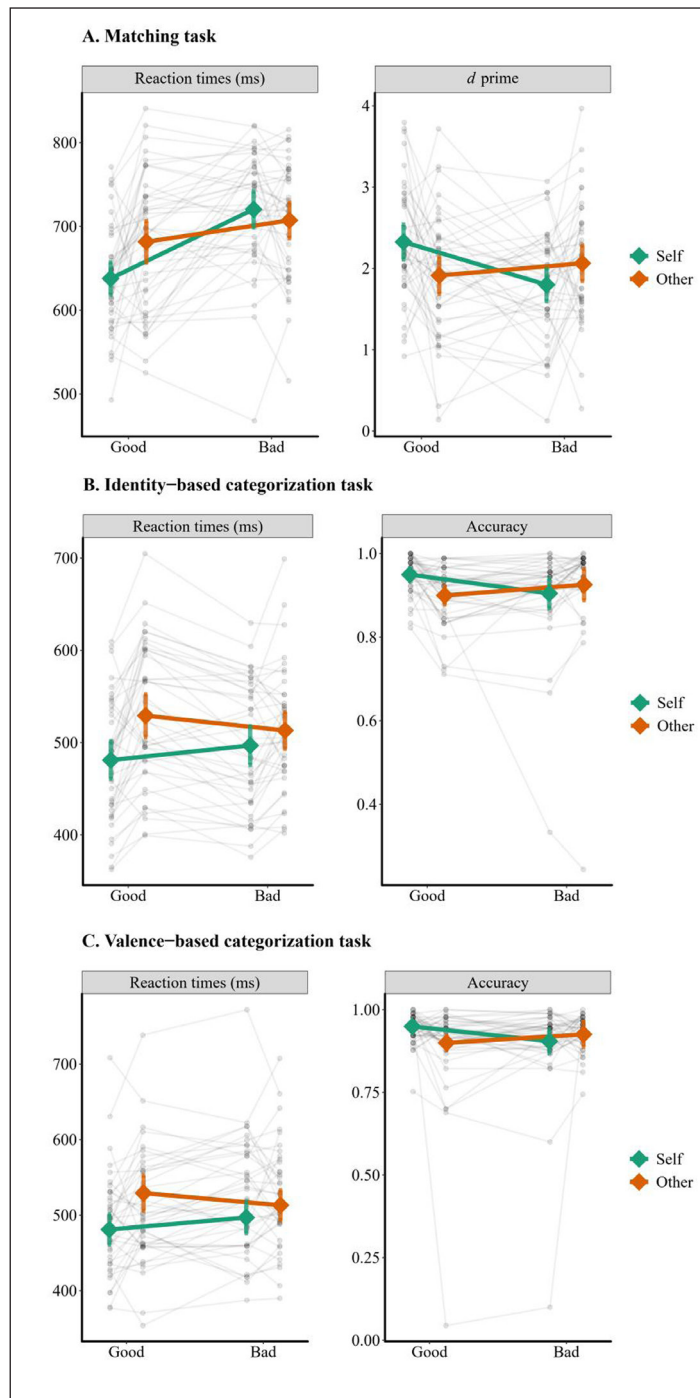 A. Matching task
Reaction times (ms)
d prime
800
700
600
500
4
3
2
1
0
Good
Bad
Good
Bad
Self
Other
B. Identity−based categorization task
Reaction times (ms)
Accuracy
700
600
500
400
1.0
0.8
0.6
0.4
Good
Bad
Good
Bad
Self
Other
C. Valence−based categorization task
Reaction times (ms)
Accuracy
700
600
500
400
1.00
0.75
0.50
0.25
0.00
Good
Bad
Good
Bad
Self
Other